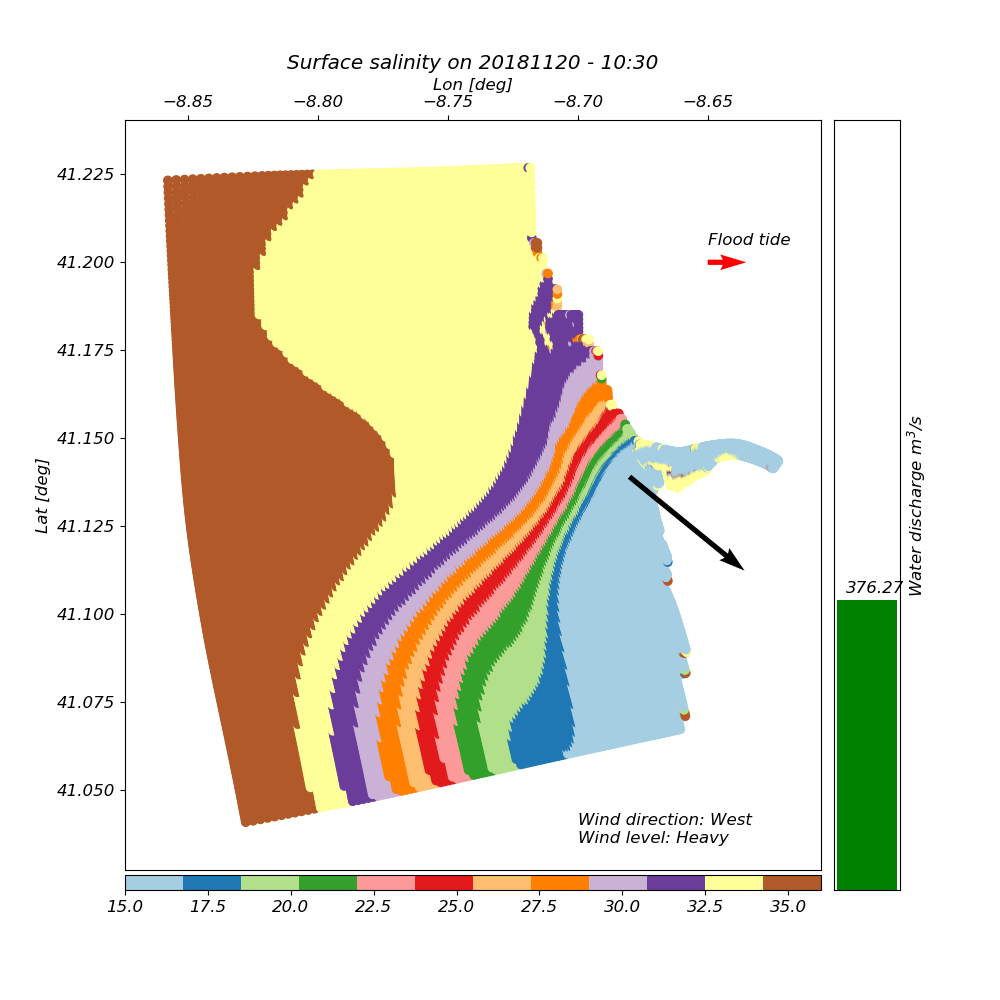 Surface salinity on 20181120 - 10:30
Lon [deg]
−8.85 −8.80 −8.75 −8.70 −8.65
41.225
41.200
41.175
41.150
41.125
41.100
41.075
41.050
Lat [deg]
Flood tide
Wind direction: West
Wind level: Heavy
376.27
Water discharge m³/s
15.0 17.5 20.0 22.5 25.0 27.5 30.0 32.5 35.0